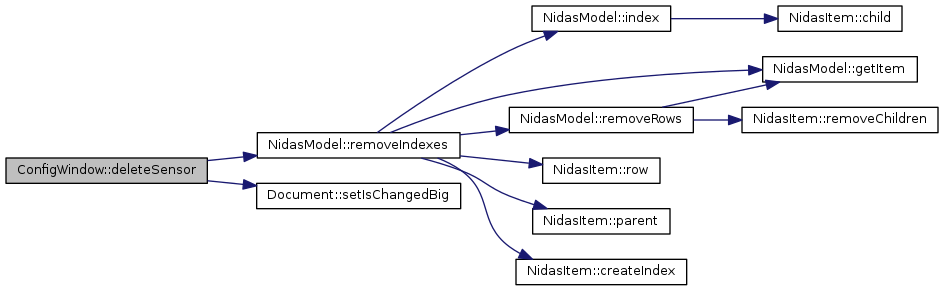 NidasModel::index
NidasItem::child
NidasModel::getItem
NidasModel::removeRows
NidasItem::removeChildren
NidasModel::removeIndexes
ConfigWindow::deleteSensor
NidasItem::row
Document::setIsChangedBig
NidasItem::parent
NidasItem::createIndex